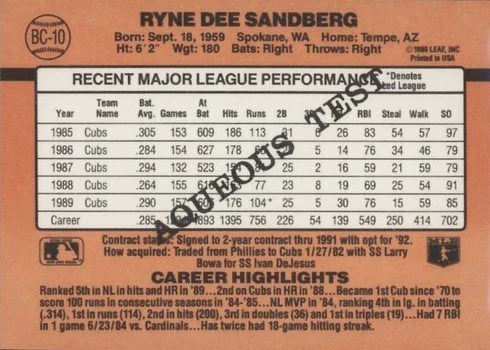 BC-10
RYNE DEE SANDBERG
Born: Sept. 18, 1959 Spokane, WA Home: Tempe, AZ
Ht: 6'2" Wgt: 180 Bats: Right Throws: Right
© 1989 LEAF, INC
Printed in USA
RECENT MAJOR LEAGUE PERFORMANCE *Denotes
League
Year Team Name Bat. Avg. Games At Bat Hits Runs 2B RBI Steal Walk SO
1985 Cubs .305 153 609 186 113 26 83 54 57 97
1986 Cubs .284 154 627 178 14 76 34 46 79
1987 Cubs .294 132 523 25 2 16 59 21 59 79
1988 Cubs .264 155 77 23 8 19 69 25 54 91
1989 Cubs .290 157 176 104* 25 5 30 76 15 59 85
Career 1395 756 226 54 139 549 250 414 702
AQUEOUS TEST
Contract status: Signed to 2-year contract thru 1991 with opt for '92.
How acquired: Traded from Phillies to Cubs 1/27/82 with SS Larry
Bowa for SS Ivan DeJesus
MLB
CAREER HIGHLIGHTS
Ranked 5th in NL in hits and HR in '89...2nd on Cubs in HR in '88...Became 1st Cub since '70 to
score 100 runs in consecutive seasons in '84-'85...NL MVP in '84, ranking 4th in lg. in batting
(.314), 1st in runs (114), 2nd in hits (200), 3rd in doubles (36) and 1st in triples (19)...Had 7 RBI
in 1 game 6/23/84 vs. Cardinals...Has twice had 18-game hitting streak.